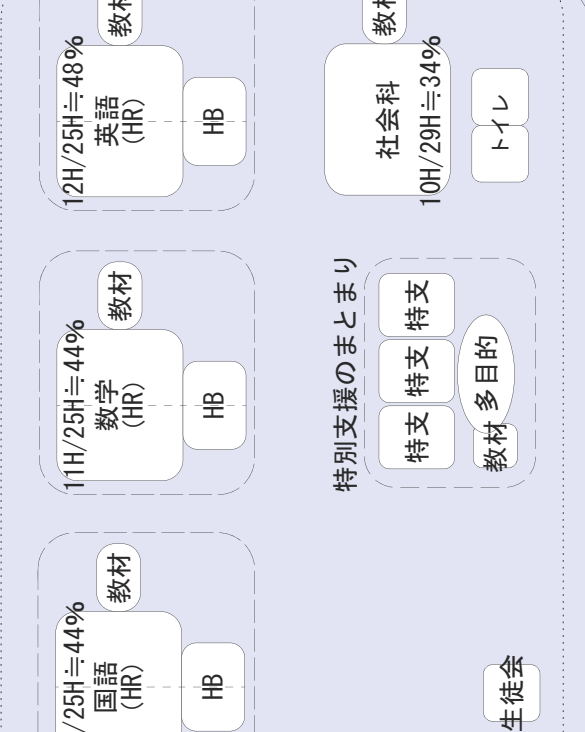 教材
12H/25H≒48%
英語
(HR)
HB
教材
社会科
10H/29H≒34%
トイレ
教材
11H/25H≒44%
数学
(HR)
HB
特別支援のまとまり
特支
特支
特支
多目的
教材
教材
/25H≒44%
国語
(HR)
HB
生徒会